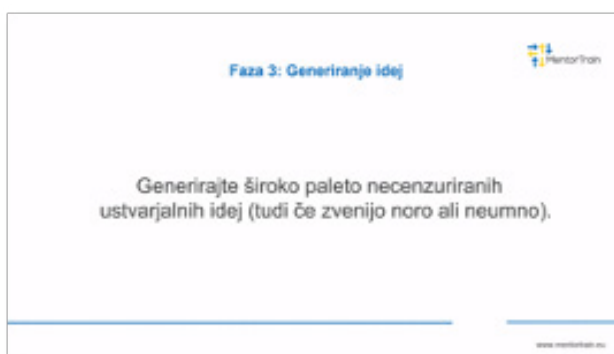 Faza 3: Generiranje idej
MentorTrain
Generirajte široko paleto necenzuriranih
ustvarjalnih idej (tudi če zvenijo noro ali neumno).
www.mentortrain.eu